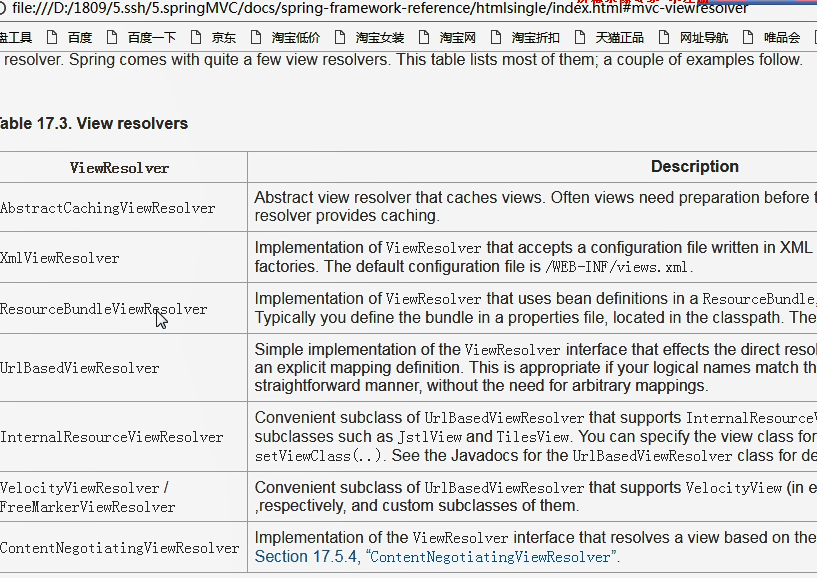 file:///D:/1809/5.ssh/5.springMVC/docs/spring-framework-reference/htmlsingle/index.html#mvc-viewresolver
盘工具 百度 百度一下 京东 淘宝低价 淘宝女装 淘宝网 淘宝折扣 天猫正品 网址导航 唯品会
resolver. Spring comes with quite a few view resolvers. This table lists most of them; a couple of examples follow.
able 17.3. View resolvers
ViewResolver Description
AbstractCachingViewResolver
Abstract view resolver that caches views. Often views need preparation before
resolver provides caching.
XmlViewResolver
Implementation of ViewResolver that accepts a configuration file written in XML
factories. The default configuration file is /WEB-INF/views.xml.
ResourceBundleViewResolver
Implementation of ViewResolver that uses bean definitions in a ResourceBundle,
Typically you define the bundle in a properties file, located in the classpath. The
UrlBasedViewResolver
Simple implementation of the ViewResolver interface that effects the direct resol
an explicit mapping definition. This is appropriate if your logical names match th
straightforward manner, without the need for arbitrary mappings.
InternalResourceViewResolver
Convenient subclass of UrlBasedViewResolver that supports InternalResourceV
subclasses such as JstlView and TilesView. You can specify the view class for
setViewClass(..). See the Javadocs for the UrlBasedViewResolver class for de
VelocityViewResolver /
FreeMarkerViewResolver
Convenient subclass of UrlBasedViewResolver that supports VelocityView (in e
,respectively, and custom subclasses of them.
ContentNegotiatingViewResolver
Implementation of the ViewResolver interface that resolves a view based on the
Section 17.5.4, “ContentNegotiatingViewResolver”.